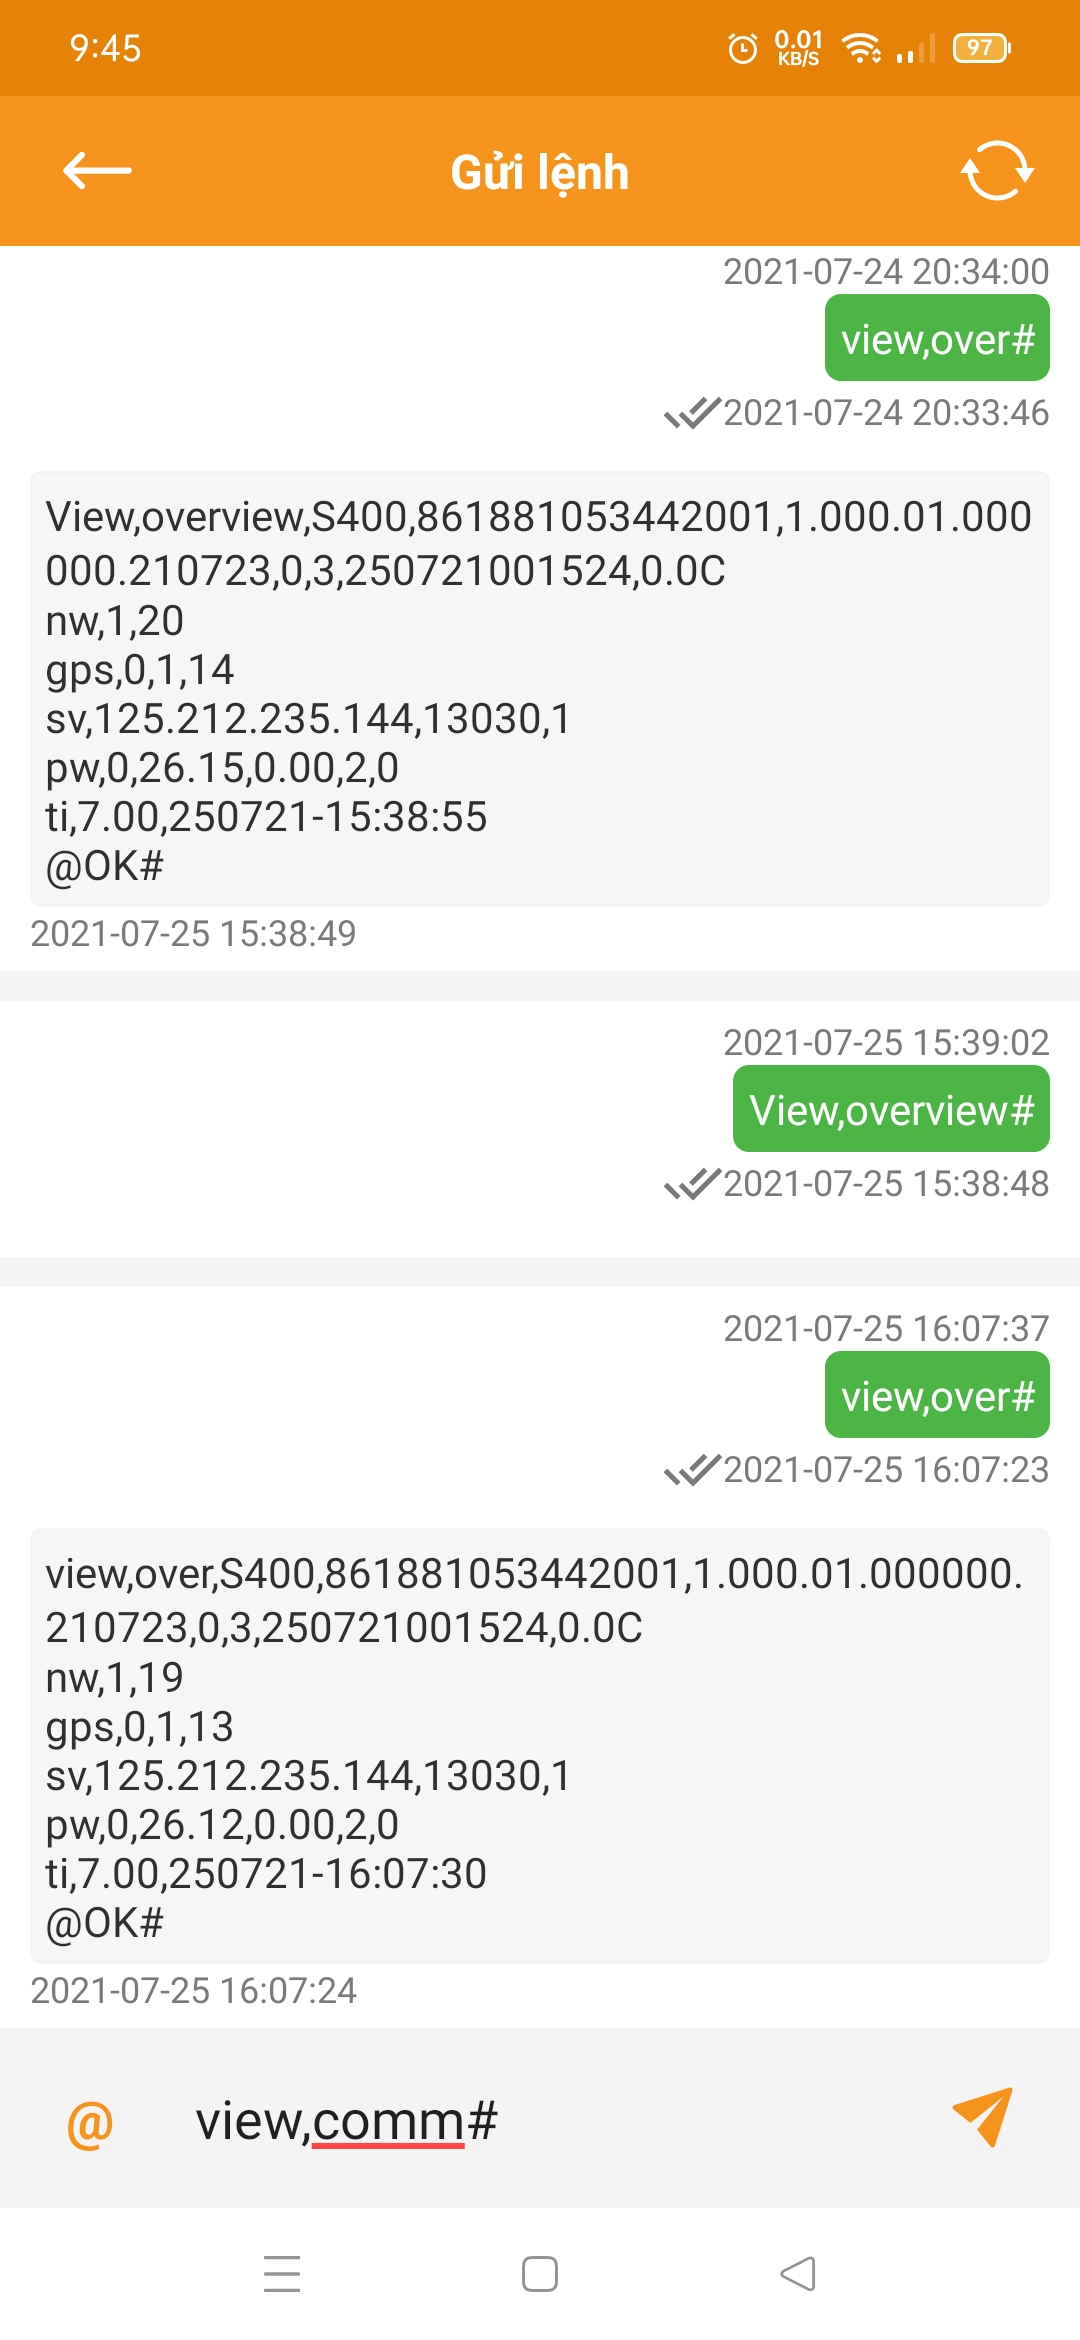 9:45
0.01
KB/S
97
Gửi lệnh
2021-07-24 20:34:00
view,over#
2021-07-24 20:33:46
View,overview,S400,861881053442001,1.000.01.000
000.210723,0,3,250721001524,0.0C
nw,1,20
gps,0,1,14
sv,125.212.235.144,13030,1
pw,0,26.15,0.00,2,0
ti,7.00,250721-15:38:55
@OK#
2021-07-25 15:38:49
2021-07-25 15:39:02
View,overview#
2021-07-25 15:38:48
2021-07-25 16:07:37
view,over#
2021-07-25 16:07:23
view,over,S400,861881053442001,1.000.01.000000.
210723,0,3,250721001524,0.0C
nw,1,19
gps,0,1,13
sv,125.212.235.144,13030,1
pw,0,26.12,0.00,2,0
ti,7.00,250721-16:07:30
@OK#
2021-07-25 16:07:24
@ view,comm#